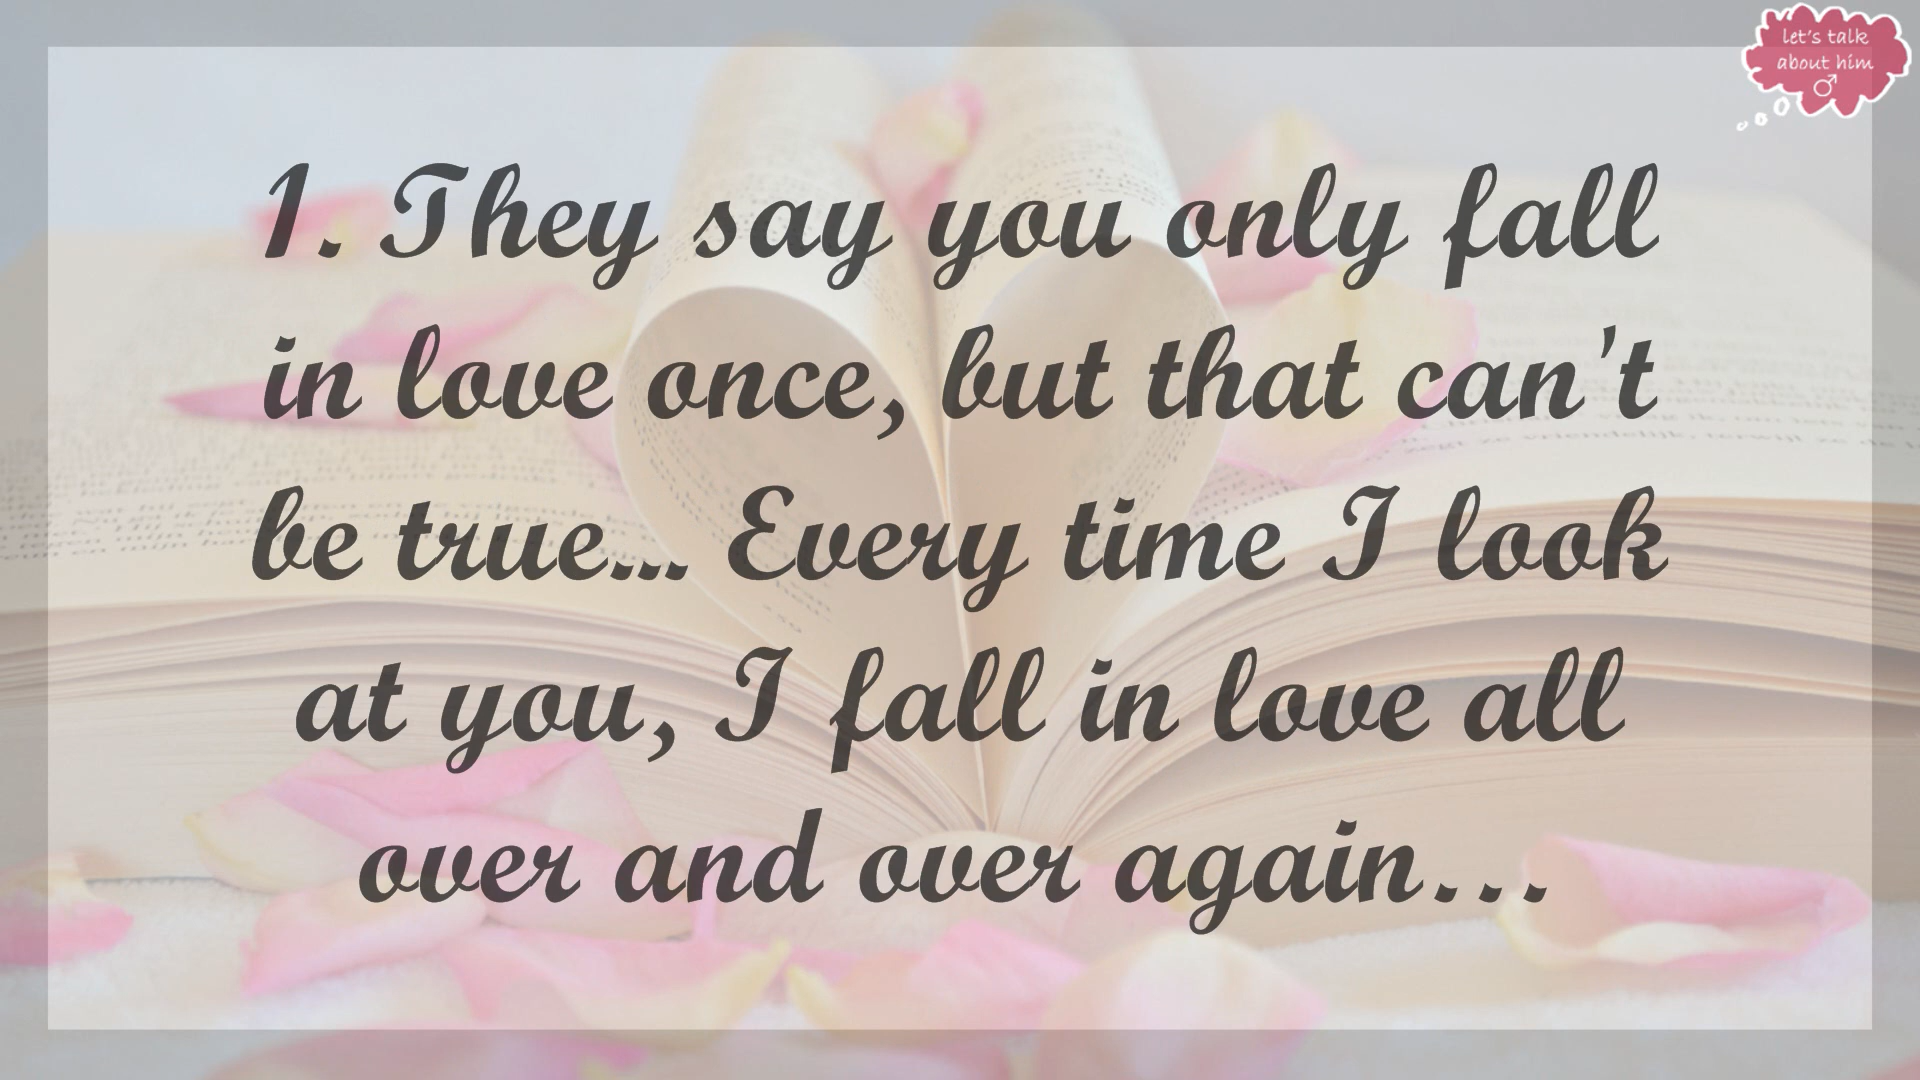 let's talk
about him
1. They say you only fall
in love once, but that can't
be true... Every time I look
at you, I fall in love all
over and over again...